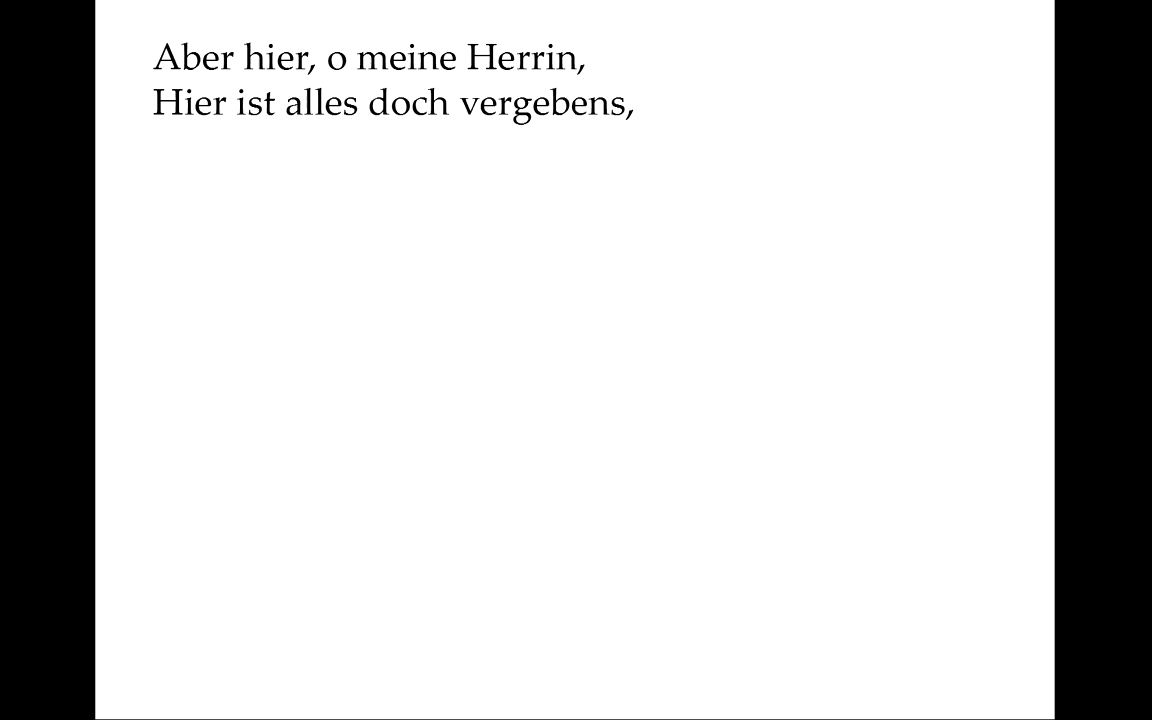 Aber hier, o meine Herrin,
Hier ist alles doch vergebens,